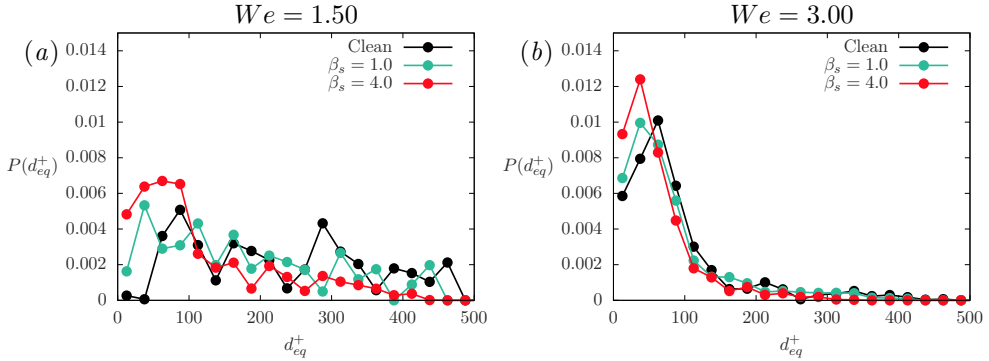 We = 1.50
(a)
Clean
β_s = 1.0
β_s = 4.0
P(d_eq^+)
0.014
0.012
0.01
0.008
0.006
0.004
0.002
0
0 100 200 300 400 500
d_eq^+
We = 3.00
(b)
Clean
β_s = 1.0
β_s = 4.0
P(d_eq^+)
0.014
0.012
0.01
0.008
0.006
0.004
0.002
0
0 100 200 300 400 500
d_eq^+